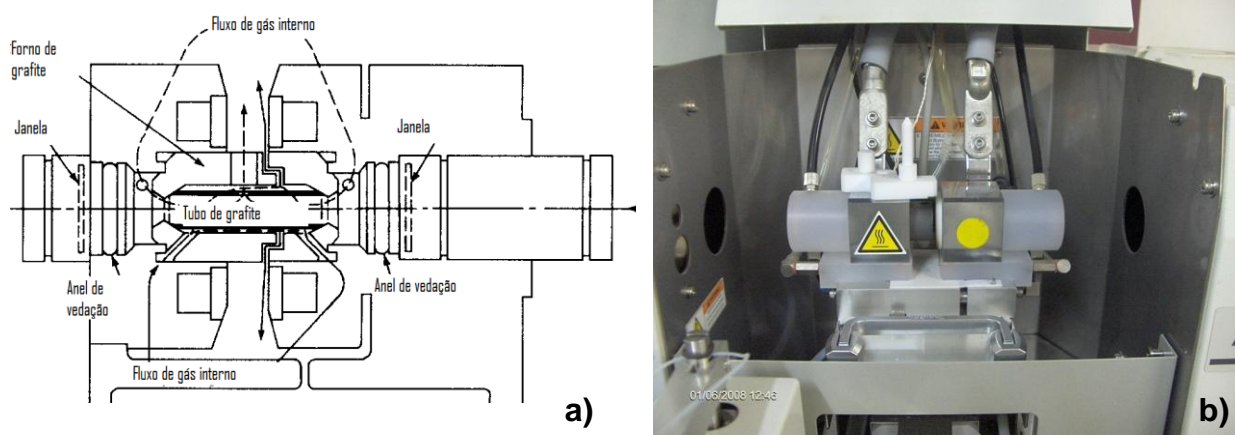 Fluxo de gás interno
Forno de
grafite
Janela
Janela
Tubo de grafite
Anel de
vedação
Anel de vedação
Fluxo de gás interno
a)
WARNING
01/06/2008 12:46
b)